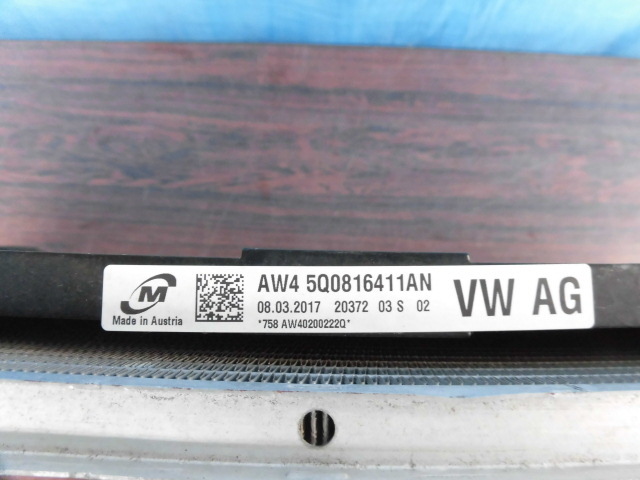 M
Made in Austria
AW4 5Q0816411AN
08.03.2017 20372 03 S 02
*758 AW40200222Q*
VW AG